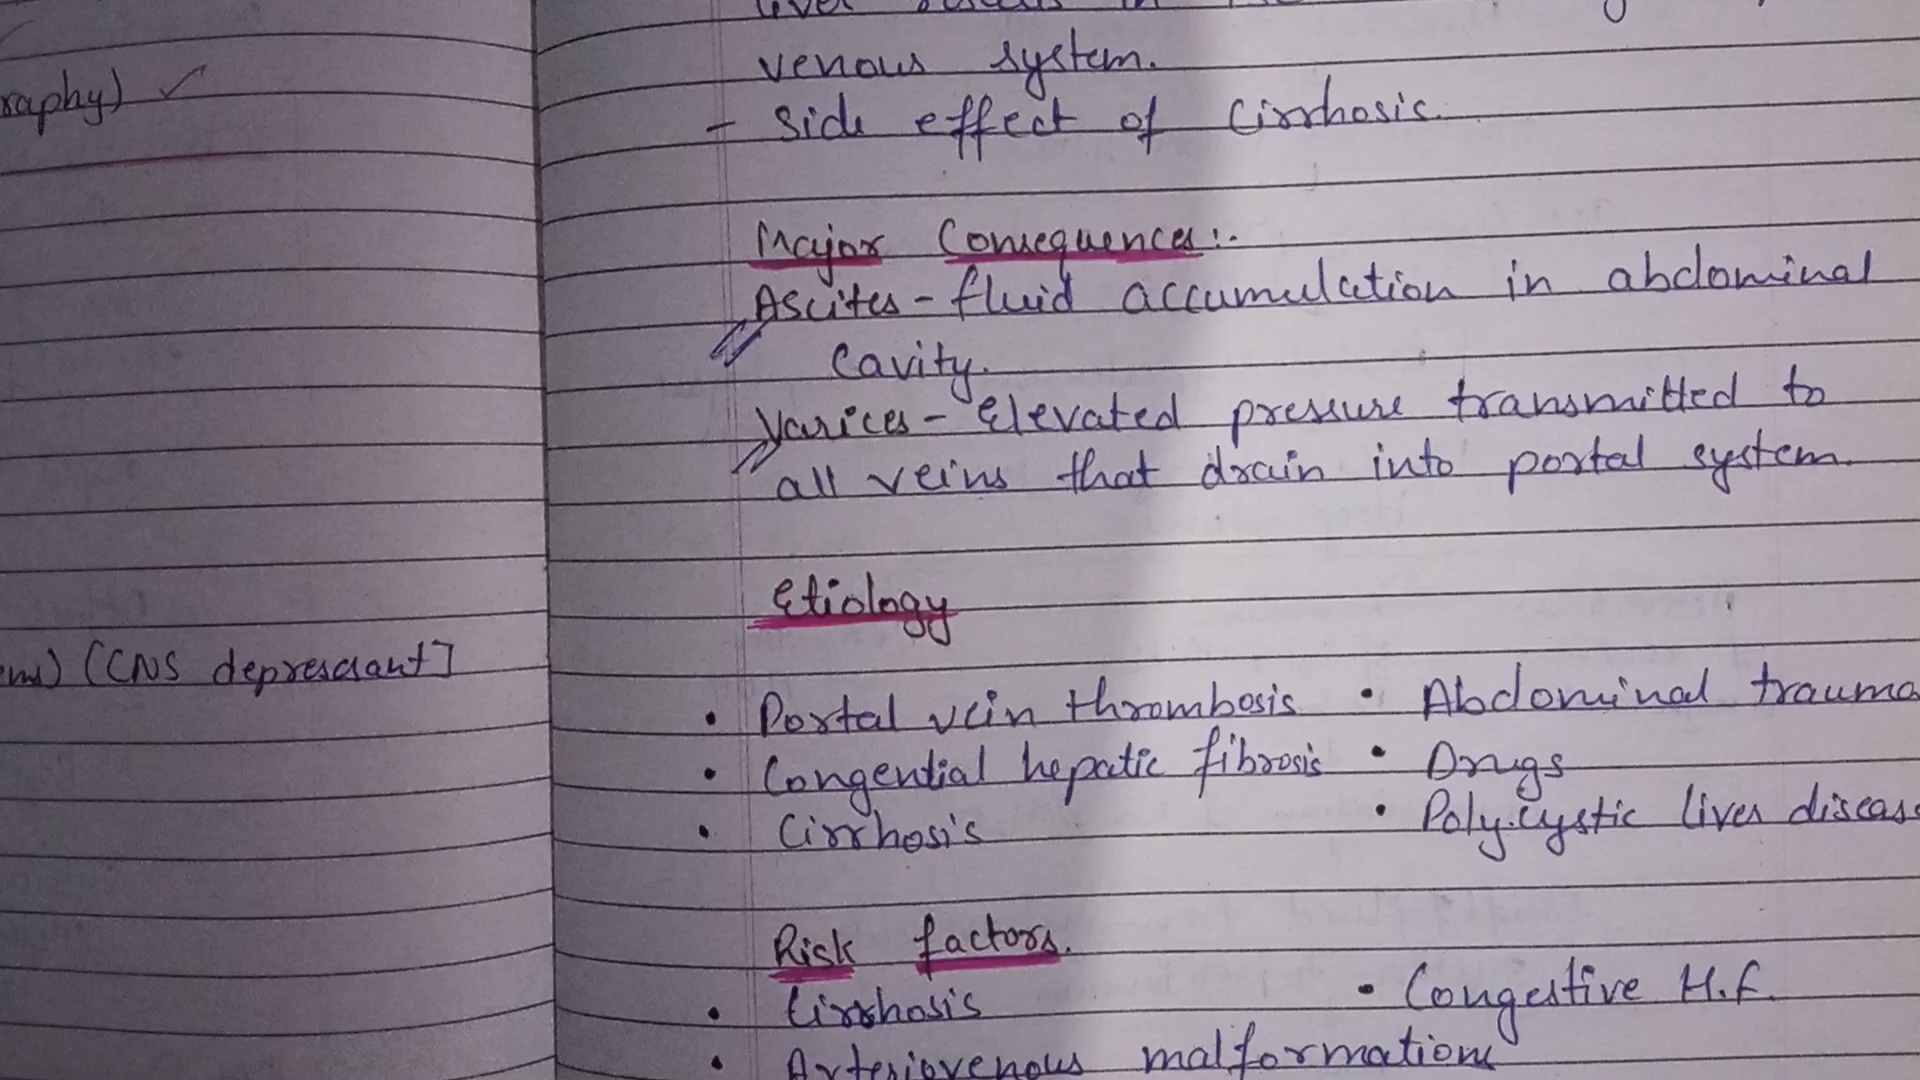 raphy) ✓
(CNS depressant]
venous system.
- side effect of Cirrhosis.
Major Consequences:-
Ascites - fluid accumulation in abdominal
cavity.
Varices - Elevated pressure transmitted to
all veins that drain into portal system.
Etiology
• Portal vein thrombosis • Abdominal trauma
• Congential hepatic fibrosis • Drugs
• Cirrhosis • Polycystic liver diseas
Risk factors.
• Cirrhosis • Congestive H.f.
• Arteriovenous malformations